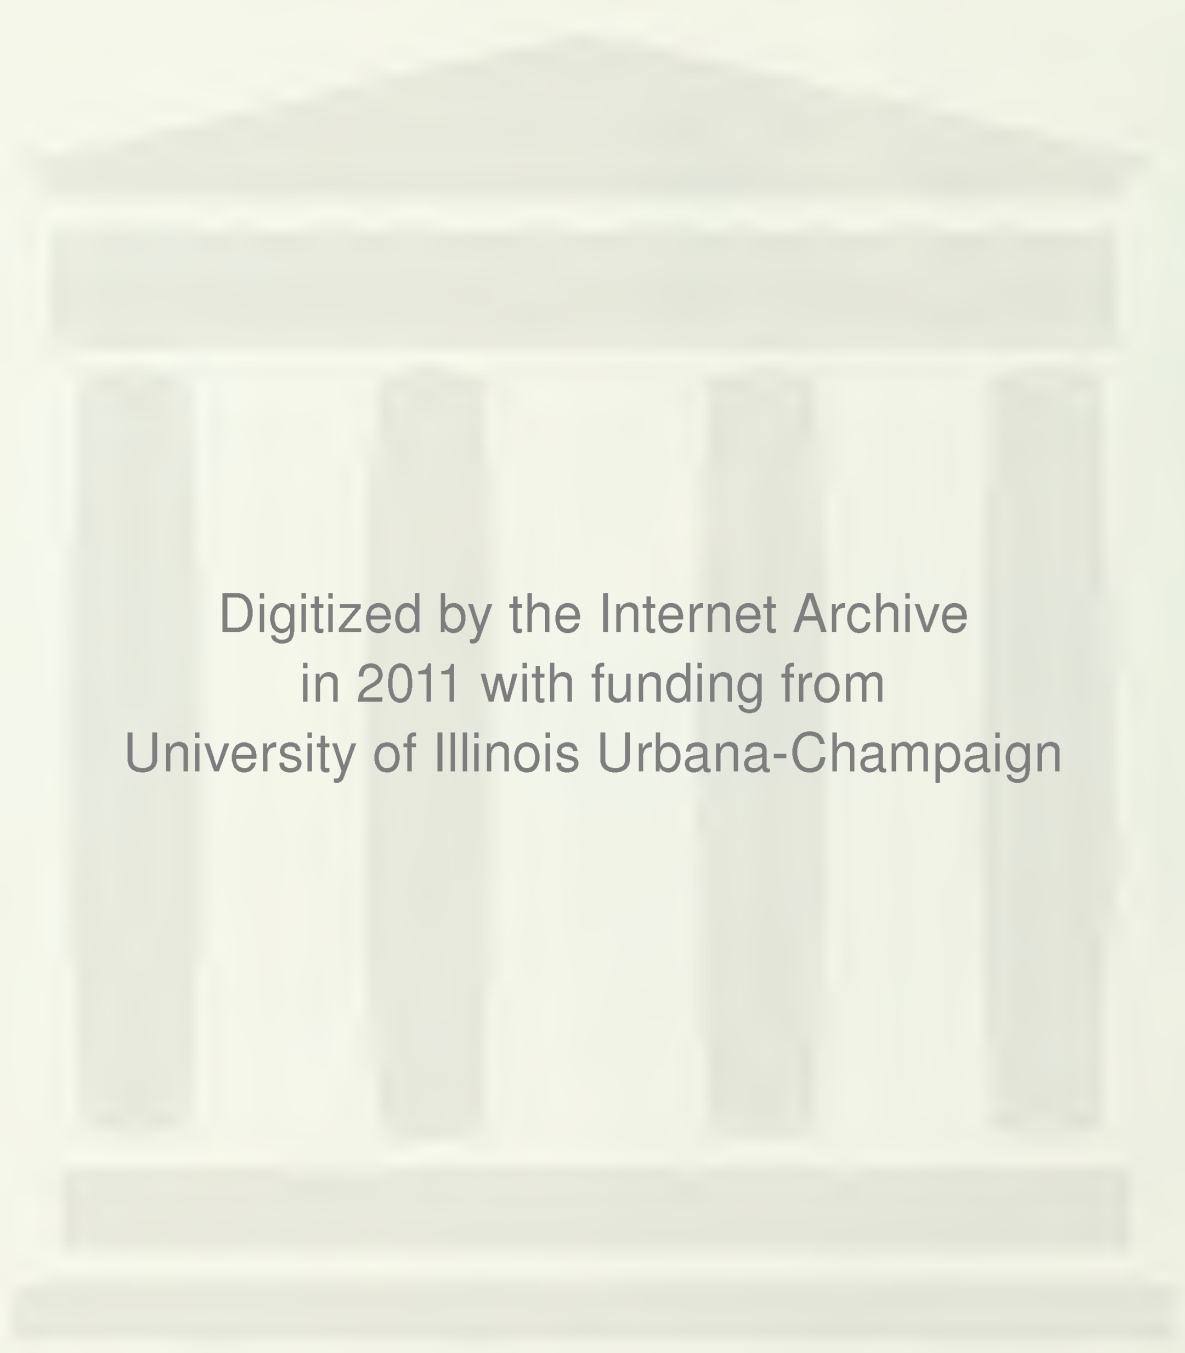 Digitized by the Internet Archive
in 2011 with funding from
University of Illinois Urbana-Champaign